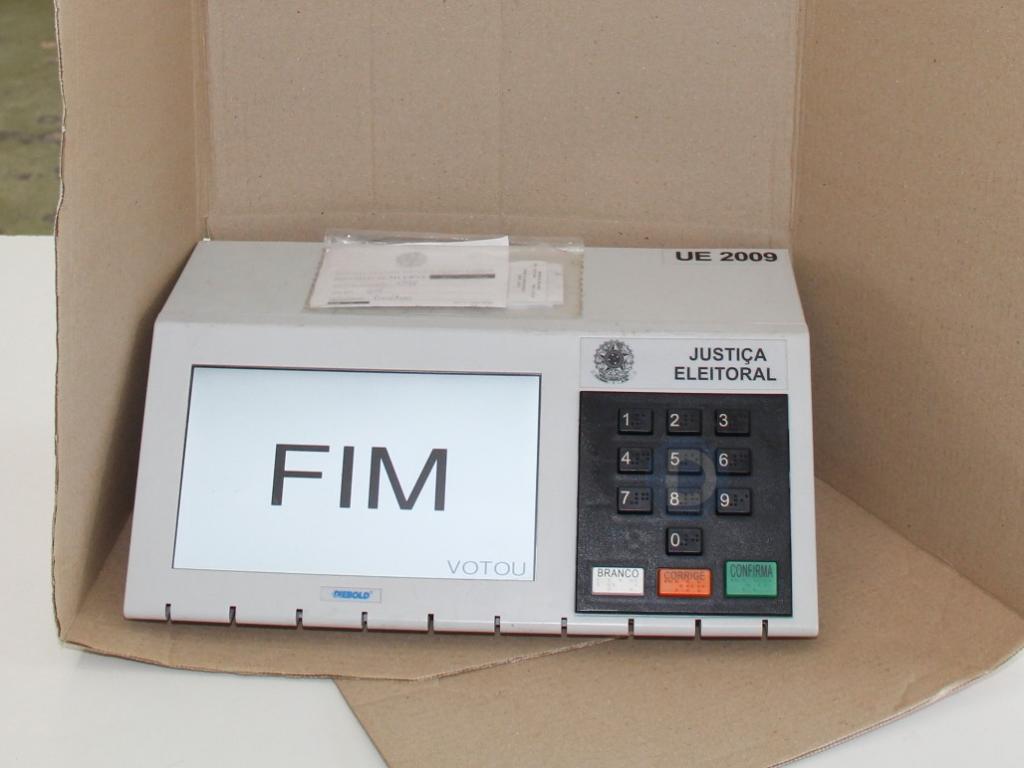 UE 2009
JUSTIÇA
ELEITORAL
FIM
VOTOU
1 2 3
4 5 6
7 8 9
0
BRANCO CORRIGE CONFIRMA
DIEBOLD